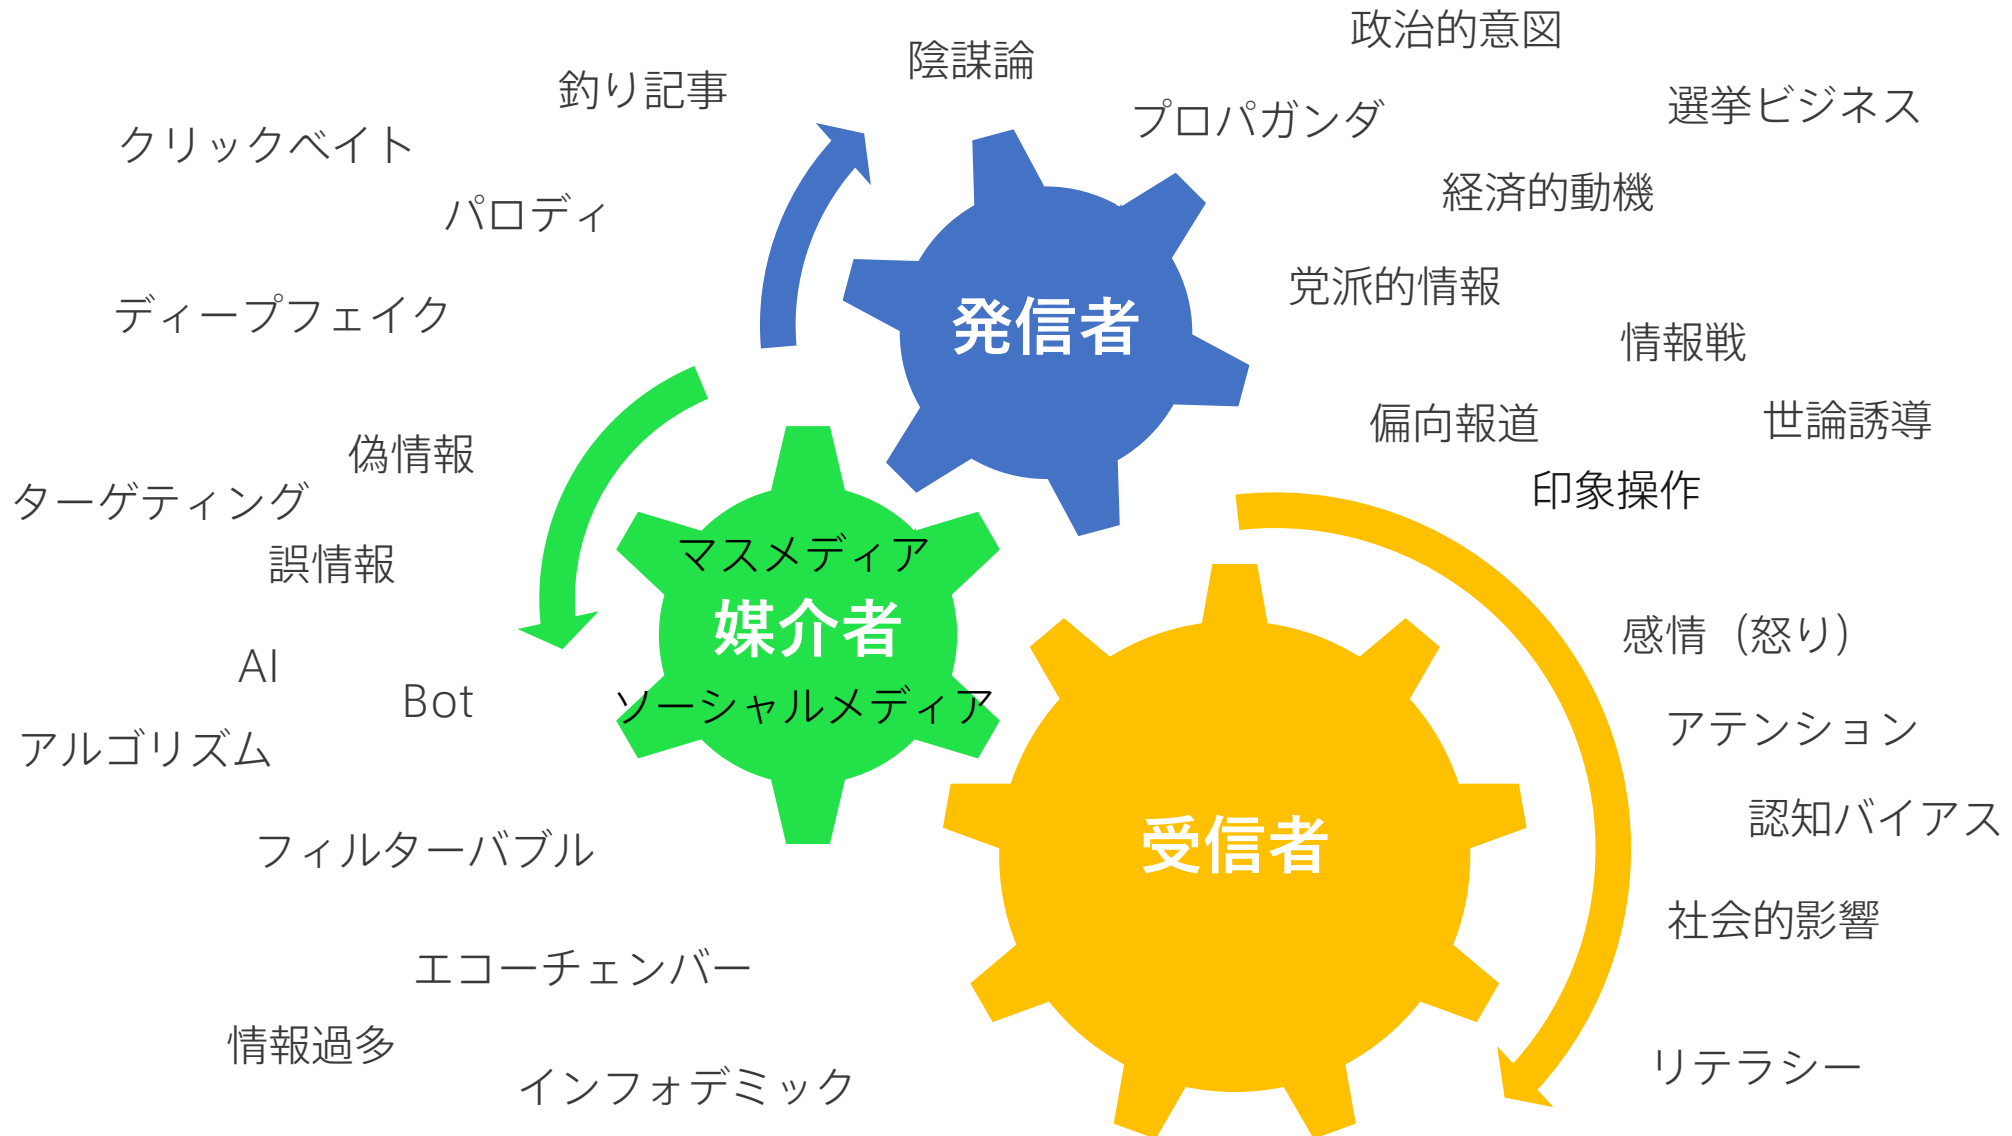 政治的意図
陰謀論
釣り記事
選挙ビジネス
プロパガンダ
クリックベイト
経済的動機
パロディ
党派的情報
ディープフェイク
発信者
情報戦
偏向報道
世論誘導
偽情報
ターゲティング
印象操作
マスメディア
誤情報
媒介者
感情（怒り）
AI
Bot
ソーシャルメディア
アテンション
アルゴリズム
認知バイアス
フィルターバブル
受信者
社会的影響
エコーチェンバー
情報過多
リテラシー
インフォデミック